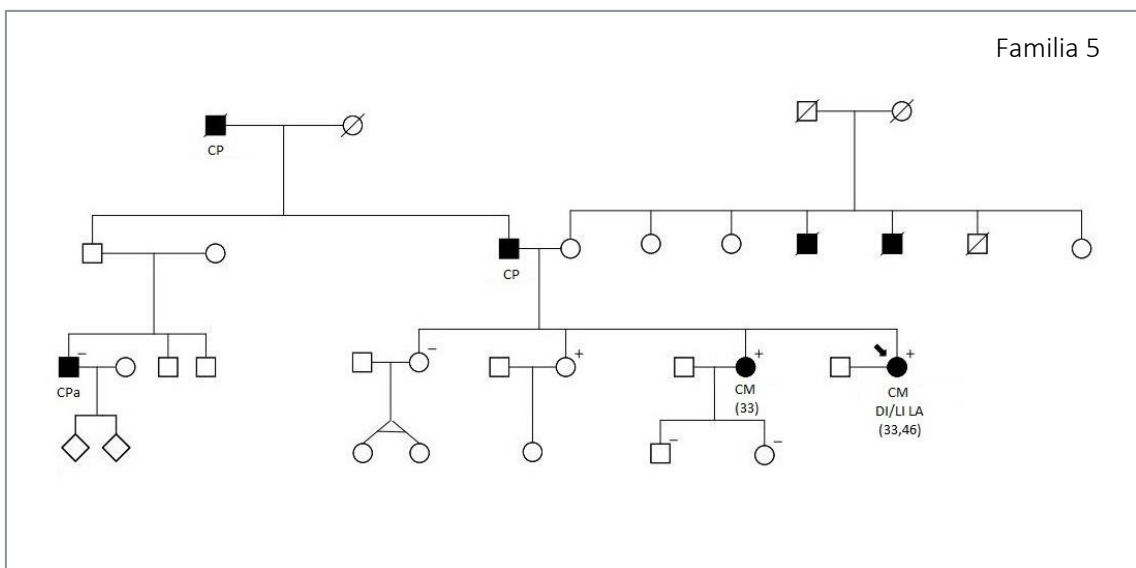 Familia 5
CP
CP
−
CPa
−
+
+
CM
(33)
+
CM
DI/LI LA
(33,46)
−
−